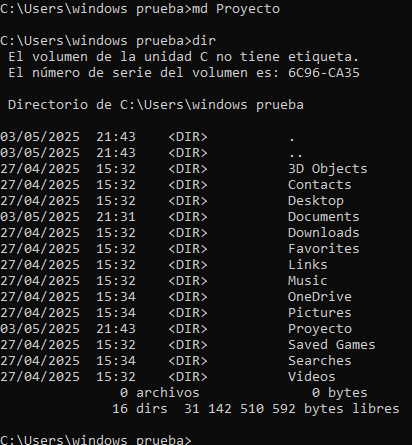 C:\Users\windows prueba>md Proyecto
C:\Users\windows prueba>dir
El volumen de la unidad C no tiene etiqueta.
El número de serie del volumen es: 6C96-CA35
Directorio de C:\Users\windows prueba
03/05/2025  21:43    <DIR>          .
03/05/2025  21:43    <DIR>          ..
27/04/2025  15:32    <DIR>          3D Objects
27/04/2025  15:32    <DIR>          Contacts
27/04/2025  15:32    <DIR>          Desktop
03/05/2025  21:31    <DIR>          Documents
27/04/2025  15:32    <DIR>          Downloads
27/04/2025  15:32    <DIR>          Favorites
27/04/2025  15:32    <DIR>          Links
27/04/2025  15:32    <DIR>          Music
27/04/2025  15:34    <DIR>          OneDrive
27/04/2025  15:34    <DIR>          Pictures
03/05/2025  21:43    <DIR>          Proyecto
27/04/2025  15:32    <DIR>          Saved Games
27/04/2025  15:34    <DIR>          Searches
27/04/2025  15:32    <DIR>          Videos
0 archivos              0 bytes
16 dirs  31 142 510 592 bytes libres
C:\Users\windows prueba>